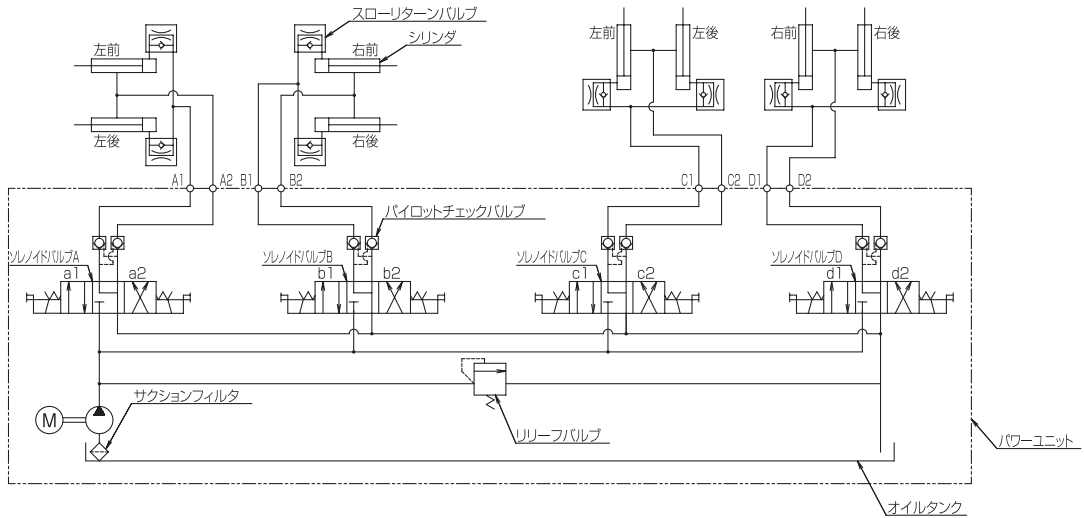 スローリターンバルブ
シリンダ
左前
右前
左後
右後
左前
左後
右前
右後
A1
A2
B1
B2
C1
C2
D1
D2
パイロットチェックバルブ
ソレノイドバルブA
a1
a2
ソレノイドバルブB
b1
b2
ソレノイドバルブC
c1
c2
ソレノイドバルブD
d1
d2
サクションフィルタ
M
リリーフバルブ
パワーユニット
オイルタンク